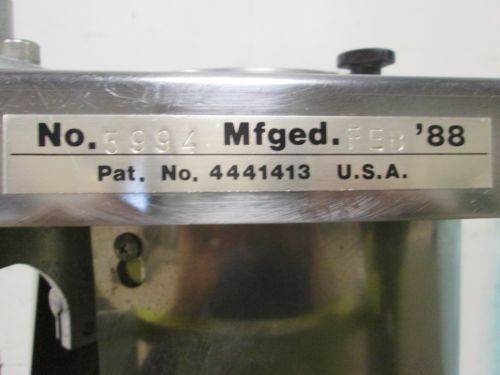 No. 5994 Mfged. FEB '88
Pat. No. 4441413 U.S.A.